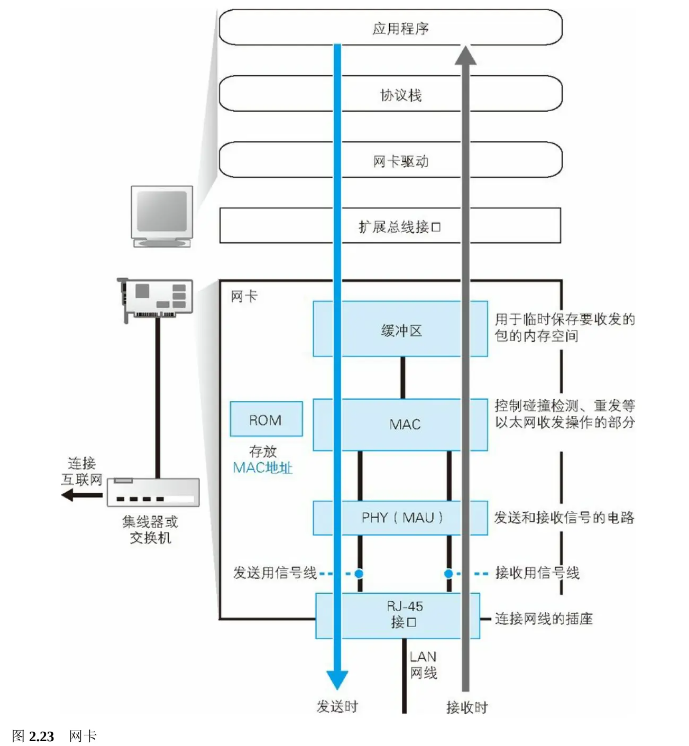 应用程序
协议栈
网卡驱动
扩展总线接口
网卡
缓冲区
用于临时保存要收发的
包的内存空间
ROM
存放
MAC地址
MAC
控制碰撞检测、重发等
以太网收发操作的部分
连接
互联网
集线器或
交换机
PHY（MAU）
发送和接收信号的电路
发送用信号线
接收用信号线
RJ-45
接口
连接网线的插座
LAN
网线
发送时
接收时
图 2.23 网卡